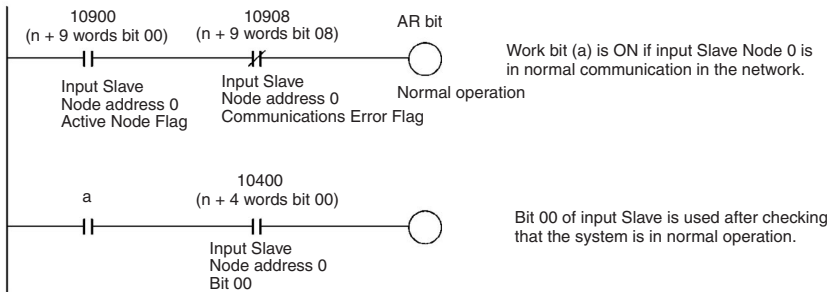 10900
(n + 9 words bit 00)
10908
(n + 9 words bit 08)
AR bit
Input Slave
Node address 0
Active Node Flag
Input Slave
Node address 0
Communications Error Flag
Normal operation
Work bit (a) is ON if input Slave Node 0 is
in normal communication in the network.
a
10400
(n + 4 words bit 00)
Input Slave
Node address 0
Bit 00
Bit 00 of input Slave is used after checking
that the system is in normal operation.